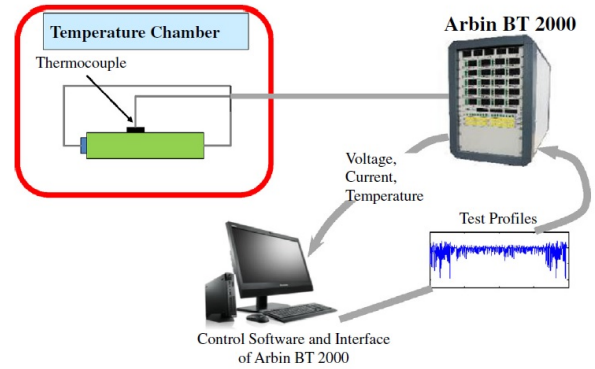 Temperature Chamber
Arbin BT 2000
Thermocouple
Voltage,
Current,
Temperature
Test Profiles
Control Software and Interface
of Arbin BT 2000